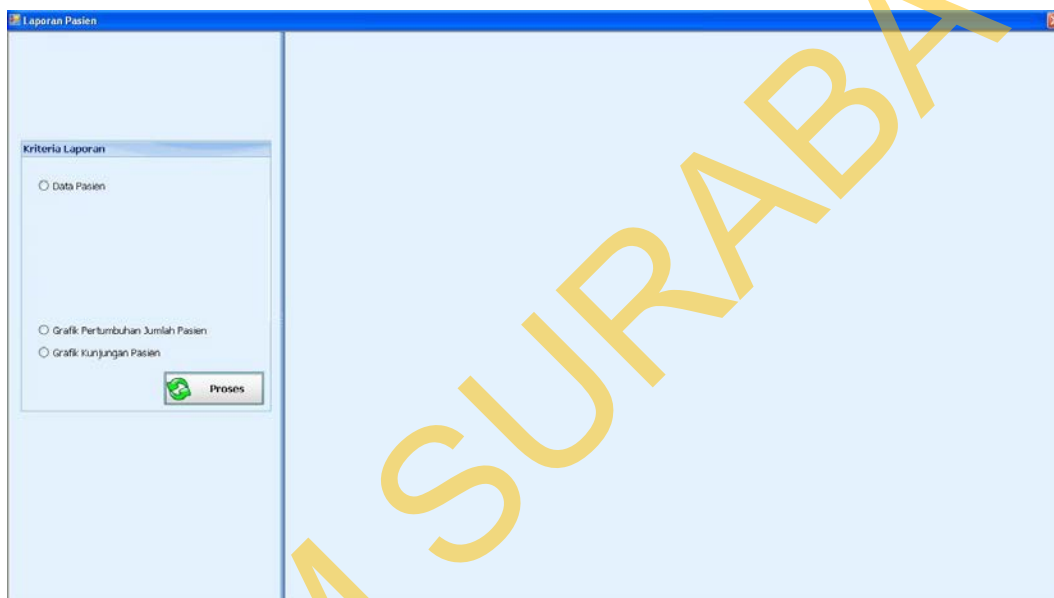 Laporan Pasien
Kriteria Laporan
Data Pasien
Grafik Pertumbuhan Jumlah Pasien
Grafik Kunjungan Pasien
Proses
M SURABA